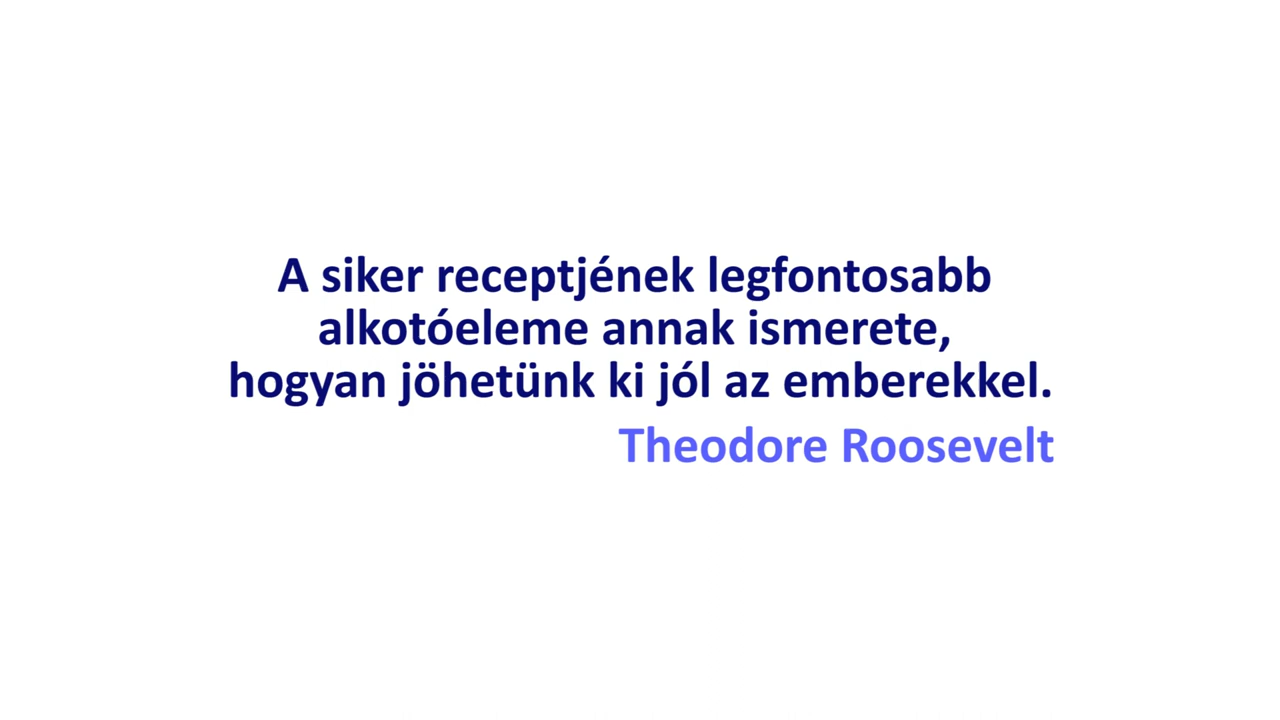 A siker receptjének legfontosabb
alkotóeleme annak ismerete,
hogyan jöhetünk ki jól az emberekkel.
Theodore Roosevelt